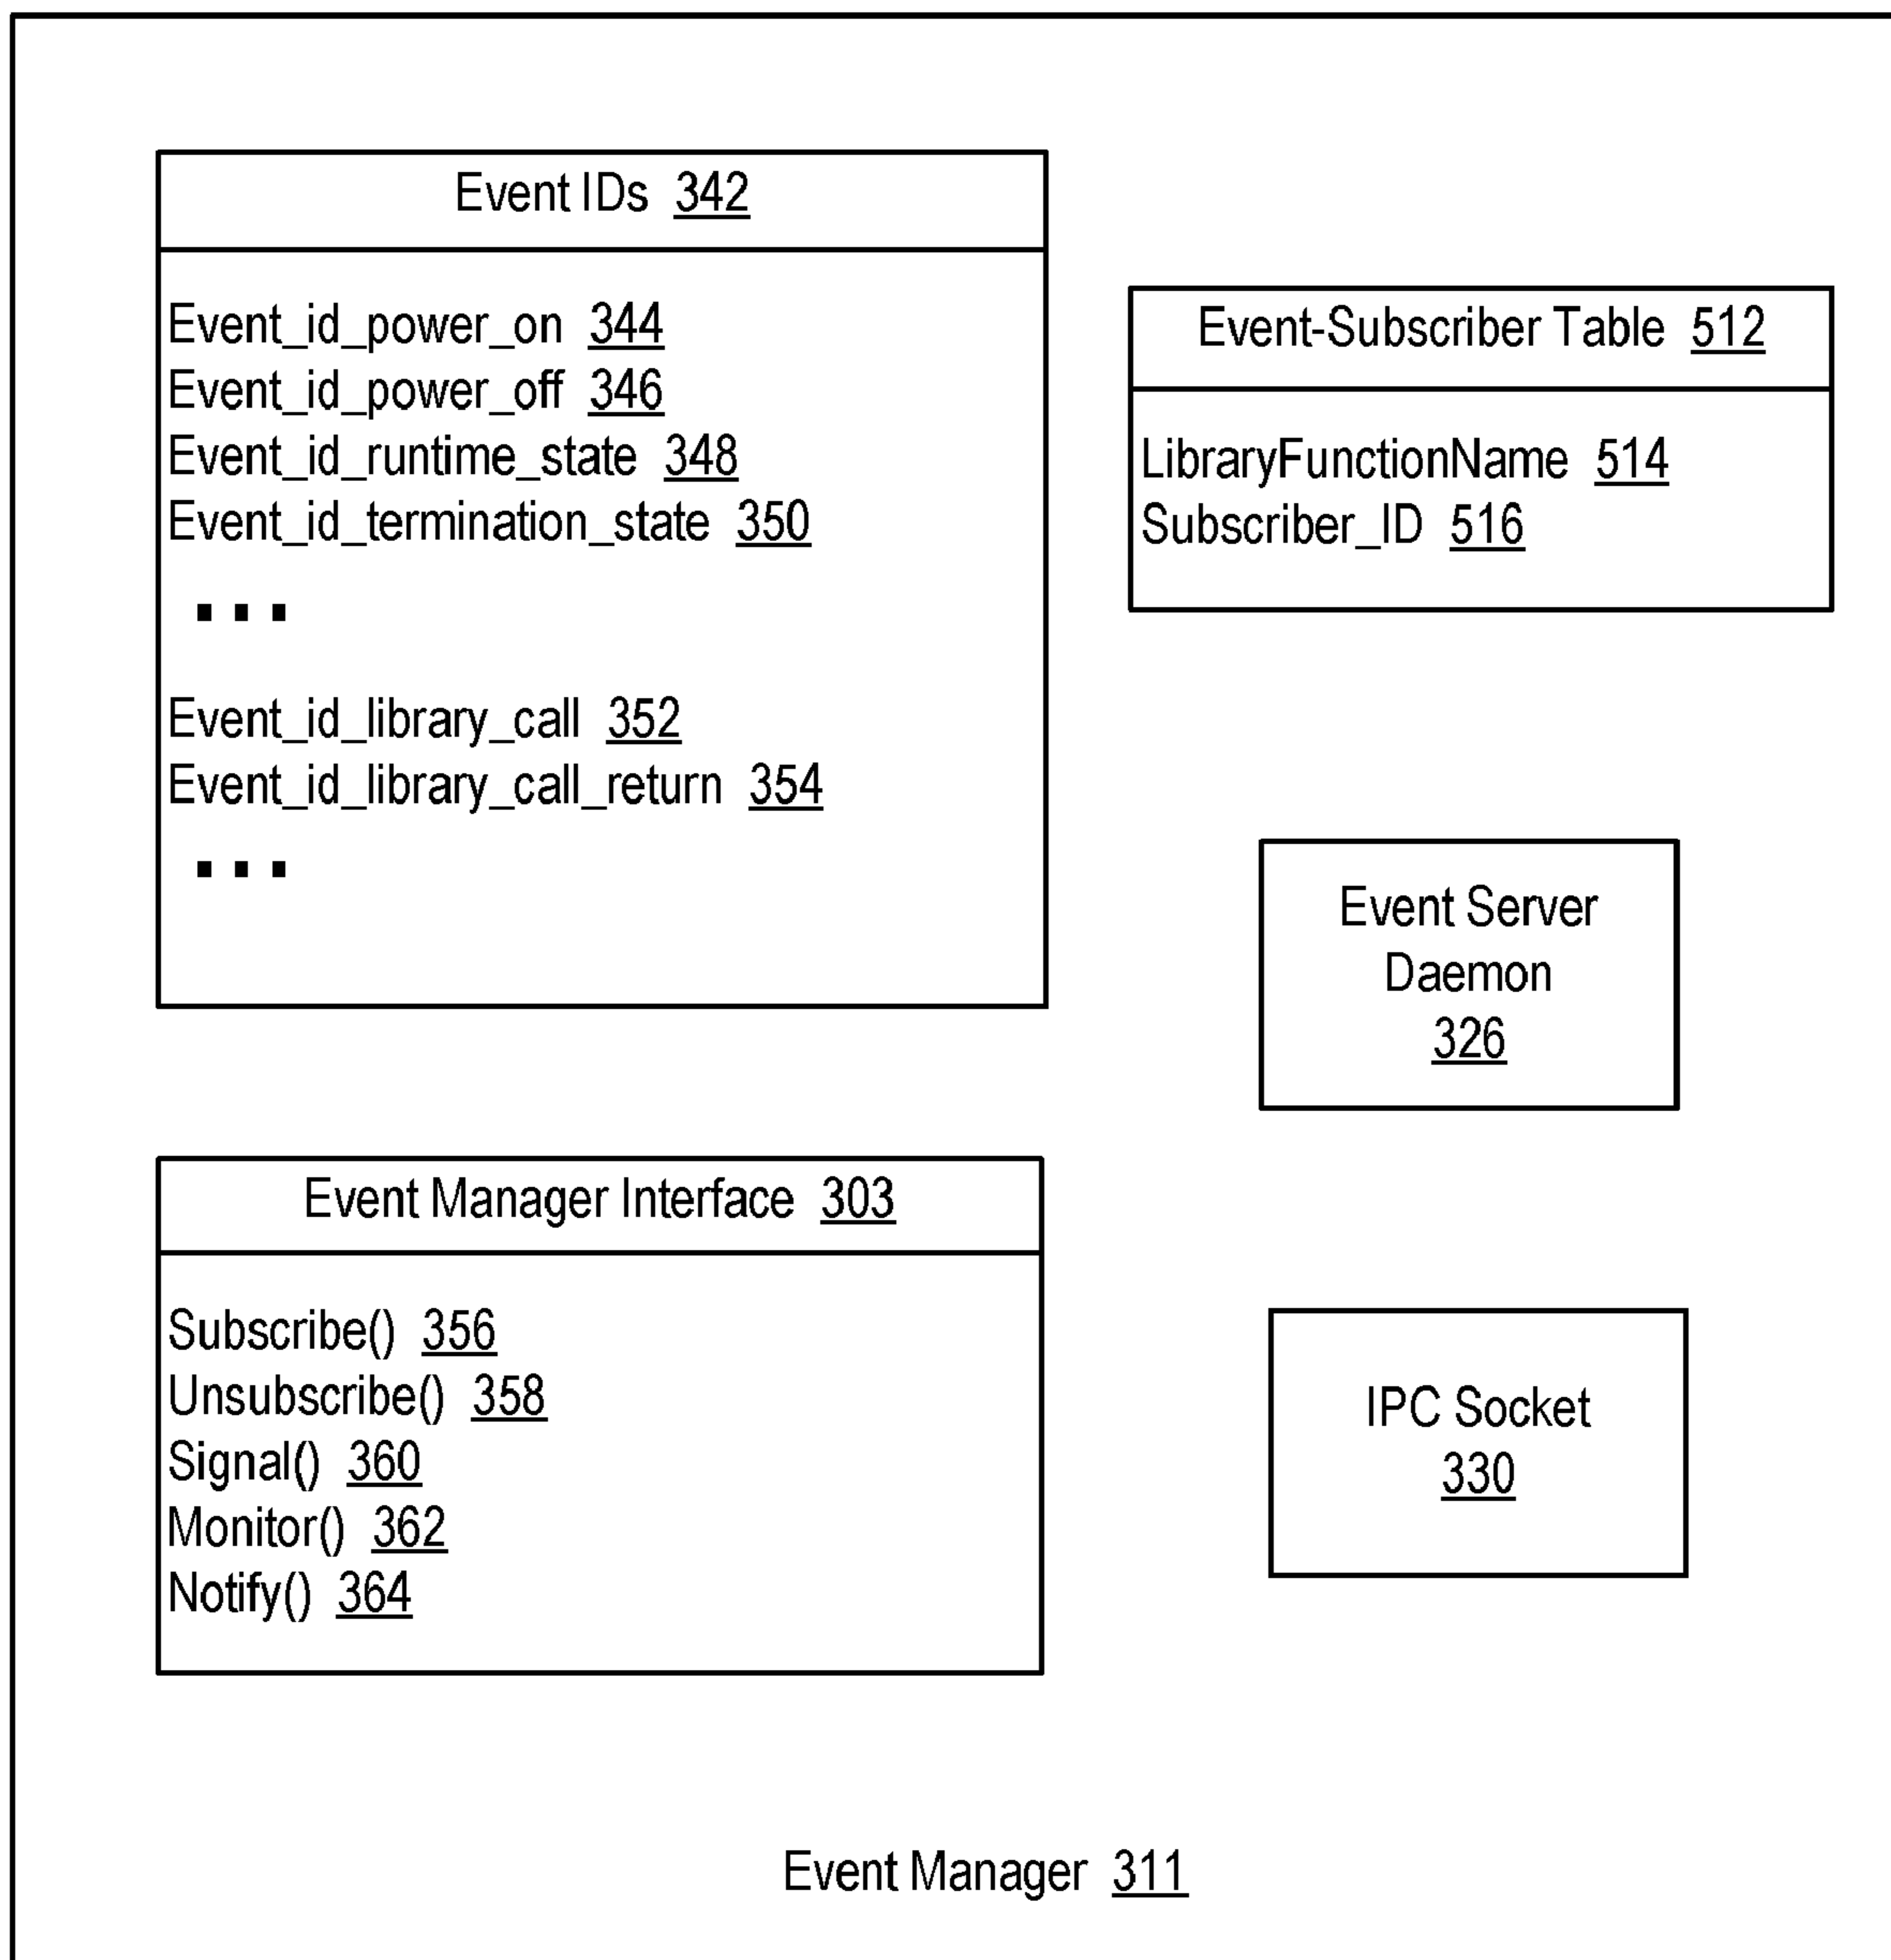 Event IDs 342
Event_id_power_on 344
Event_id_power_off 346
Event_id_runtime_state 348
Event_id_termination_state 350
...
Event_id_library_call 352
Event_id_library_call_return 354
...
Event-Subscriber Table 512
LibraryFunctionName 514
Subscriber_ID 516
Event Server
Daemon
326
Event Manager Interface 303
Subscribe() 356
Unsubscribe() 358
Signal() 360
Monitor() 362
Notify() 364
IPC Socket
330
Event Manager 311